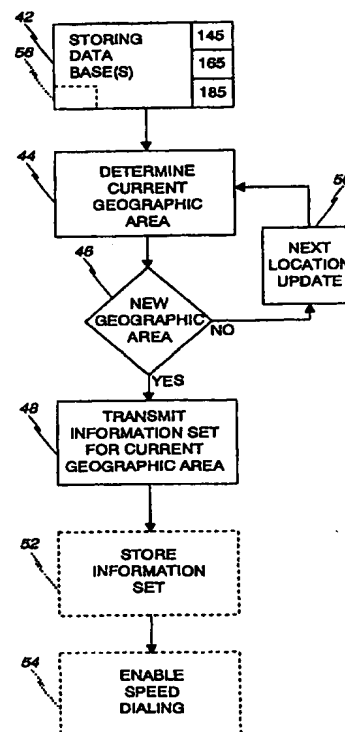 42
STORING
DATA
BASE(S)
145
165
185
56
44
DETERMINE
CURRENT
GEOGRAPHIC
AREA
46
NEW
GEOGRAPHIC
AREA
NO
NEXT
LOCATION
UPDATE
YES
48
TRANSMIT
INFORMATION SET
FOR CURRENT
GEOGRAPHIC AREA
52
STORE
INFORMATION
SET
54
ENABLE
SPEED
DIALING